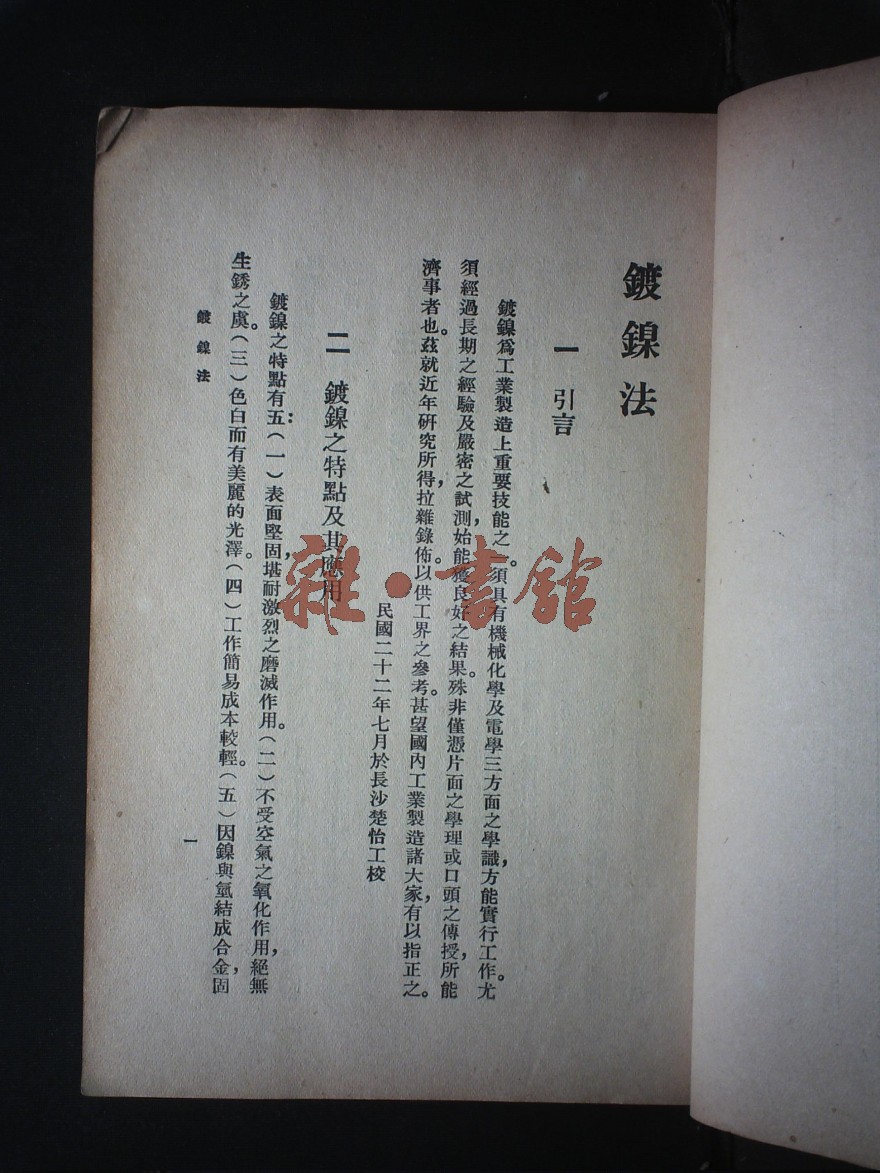 鍍鎳法
一 引言
鍍鎳爲工業製造上重要技能之一。須具有機械化學及電學三方面之學識，方能實行工作。尤
須經過長期之經驗及嚴密之試測，始能獲良好之結果。殊非僅憑片面之學理或口頭之傳授，所能
濟事者也。茲就近年研究所得，拉雜錄佈。以供工界之參考。甚望國內工業製造諸大家，有以指正之。
民國二十二年七月於長沙楚怡工校
二 鍍鎳之特點及其應用
鍍鎳之特點有五：（一）表面堅固，堪耐激烈之磨滅作用。（二）不受空氣之氧化作用，絕無
生銹之虞。（三）色白而有美麗的光澤。（四）工作簡易成本較輕。（五）因鎳與氫結成合金，固
鍍鎳法
一
雜·書館